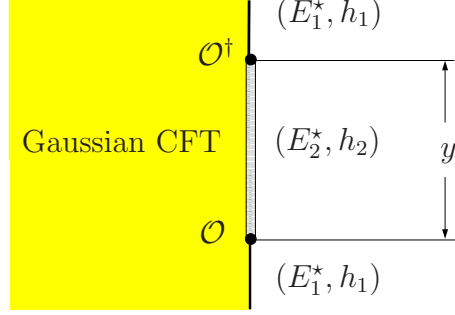 (E₁⋆, h₁)
𝒪†
Gaussian CFT
(E₂⋆, h₂)
y
𝒪
(E₁⋆, h₁)